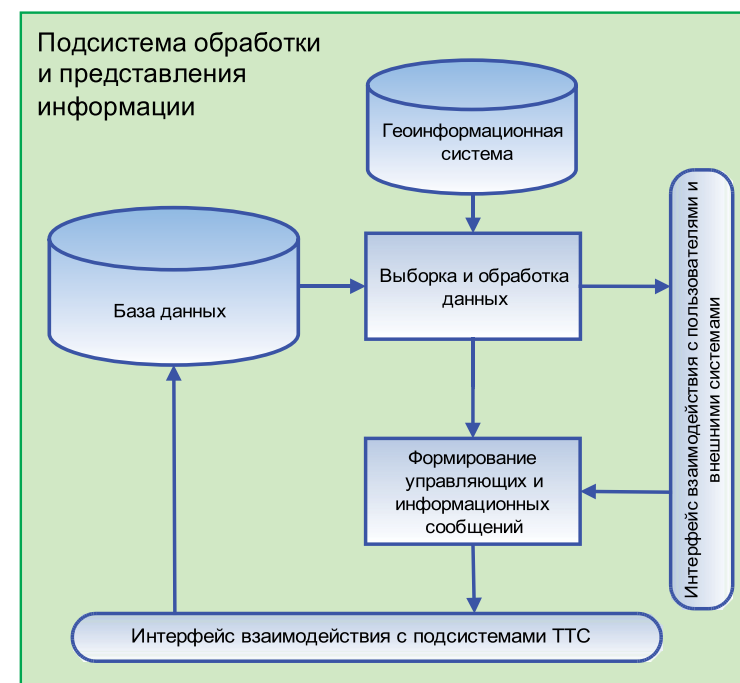 Подсистема обработки
и представления
информации
Геоинформационная
система
База данных
Выборка и обработка
данных
Интерфейс взаимодействия с пользователями и
внешними системами
Формирование
управляющих и
информационных
сообщений
Интерфейс взаимодействия с подсистемами ТТС